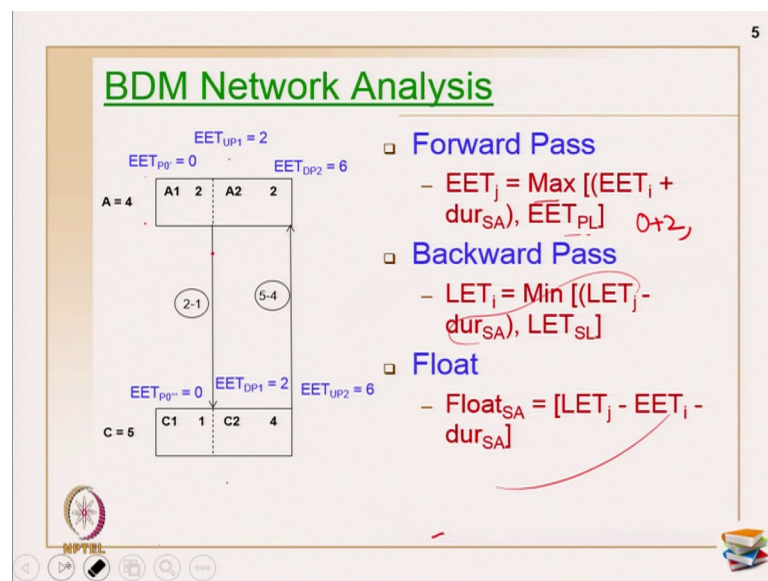 5
BDM Network Analysis
EET_UP1 = 2
EET_P0' = 0
EET_DP2 = 6
A = 4
A1 2 A2 2
2-1
5-4
EET_P0''' = 0
EET_DP1 = 2
EET_UP2 = 6
C = 5
C1 1 C2 4
Forward Pass
– EET_j = Max [(EET_i +
dur_SA), EET_PL]
0+2,
Backward Pass
– LET_i = Min [(LET_j -
dur_SA), LET_SL]
Float
– Float_SA = [LET_j - EET_i -
dur_SA]
NPTEL